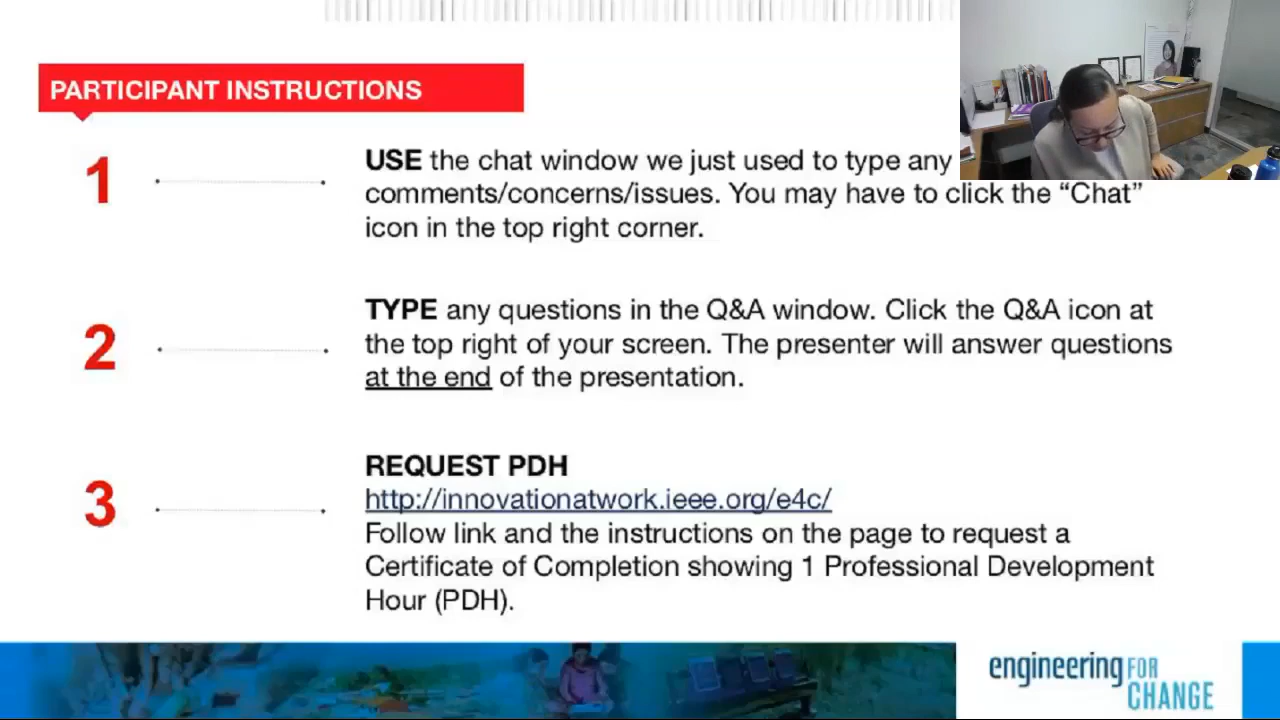 PARTICIPANT INSTRUCTIONS
1
USE the chat window we just used to type any
comments/concerns/issues. You may have to click the “Chat”
icon in the top right corner.
2
TYPE any questions in the Q&A window. Click the Q&A icon at
the top right of your screen. The presenter will answer questions
at the end of the presentation.
3
REQUEST PDH
http://innovationatwork.ieee.org/e4c/
Follow link and the instructions on the page to request a
Certificate of Completion showing 1 Professional Development
Hour (PDH).
engineering FOR
CHANGE